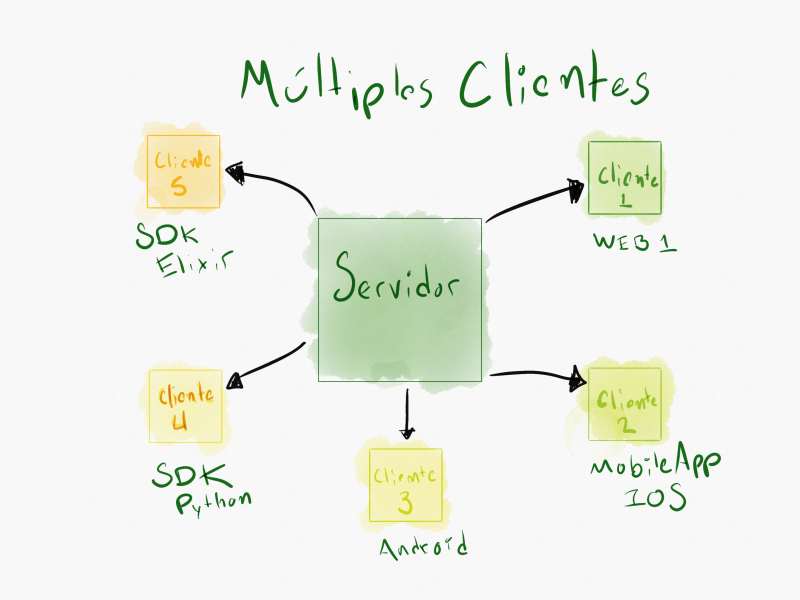 Múltiples Clientes
Cliente
5
SDK
Elixir
Cliente
1
WEB 1
Servidor
Cliente
4
SDK
Python
Cliente
3
Android
Cliente
2
MobileApp
IOS